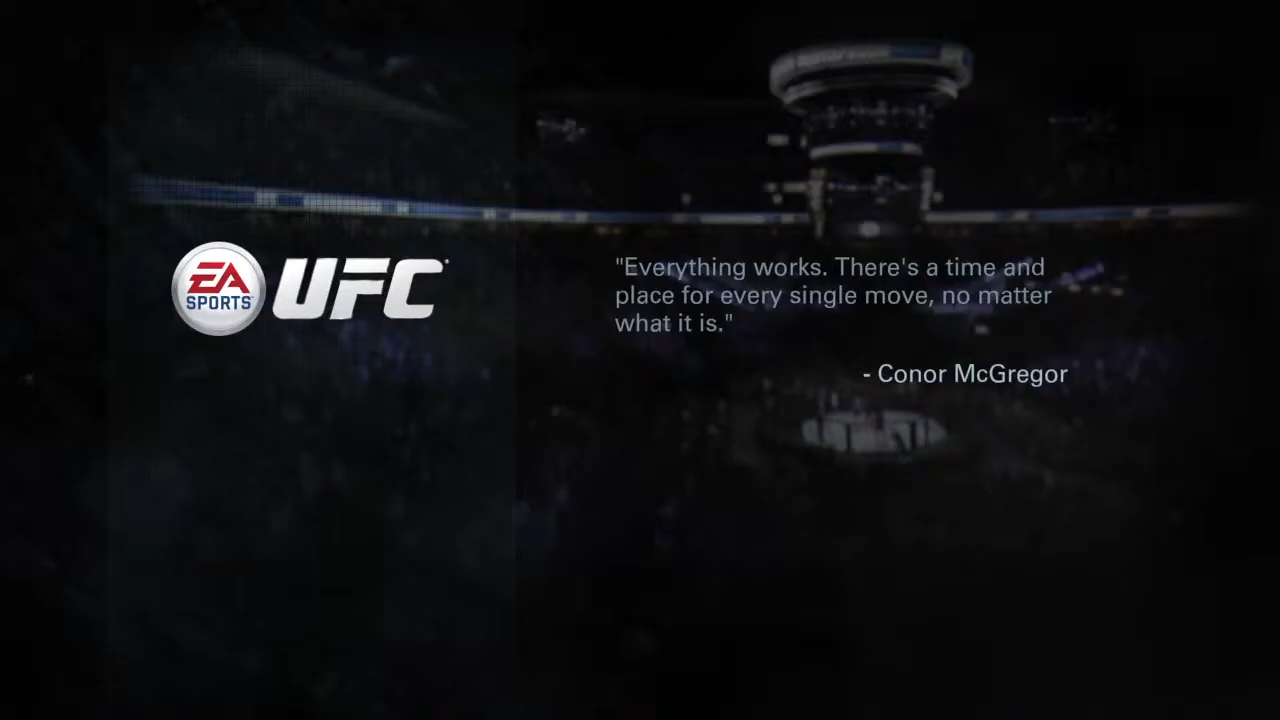 EA
SPORTS
UFC
"Everything works. There's a time and
place for every single move, no matter
what it is."
- Conor McGregor